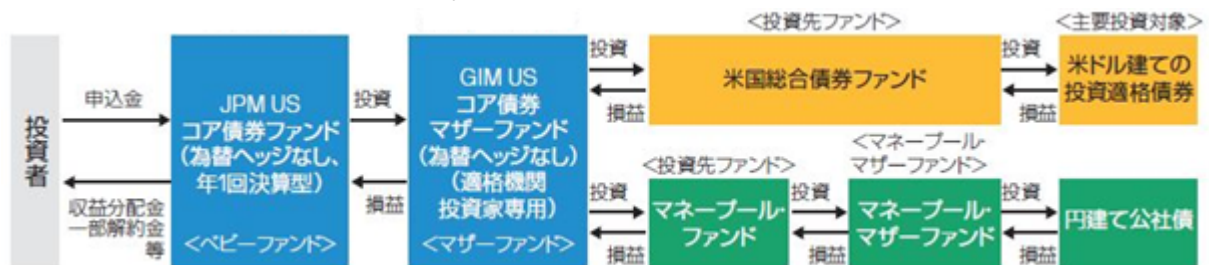 投資者
申込金
収益分配金
一部解約金
等
JPM US
コア債券ファンド
(為替ヘッジなし、
年1回決算型)
<ベビーファンド>
投資
損益
GIM US
コア債券
マザーファンド
(為替ヘッジなし)
(適格機関
投資家専用)
<マザーファンド>
<投資先ファンド>
投資
損益
米国総合債券ファンド
投資
損益
<主要投資対象>
米ドル建ての
投資適格債券
<投資先ファンド>
投資
損益
マネープール・
ファンド
投資
損益
<マネープール・
マザーファンド>
マネープール・
マザーファンド
投資
損益
円建て公社債